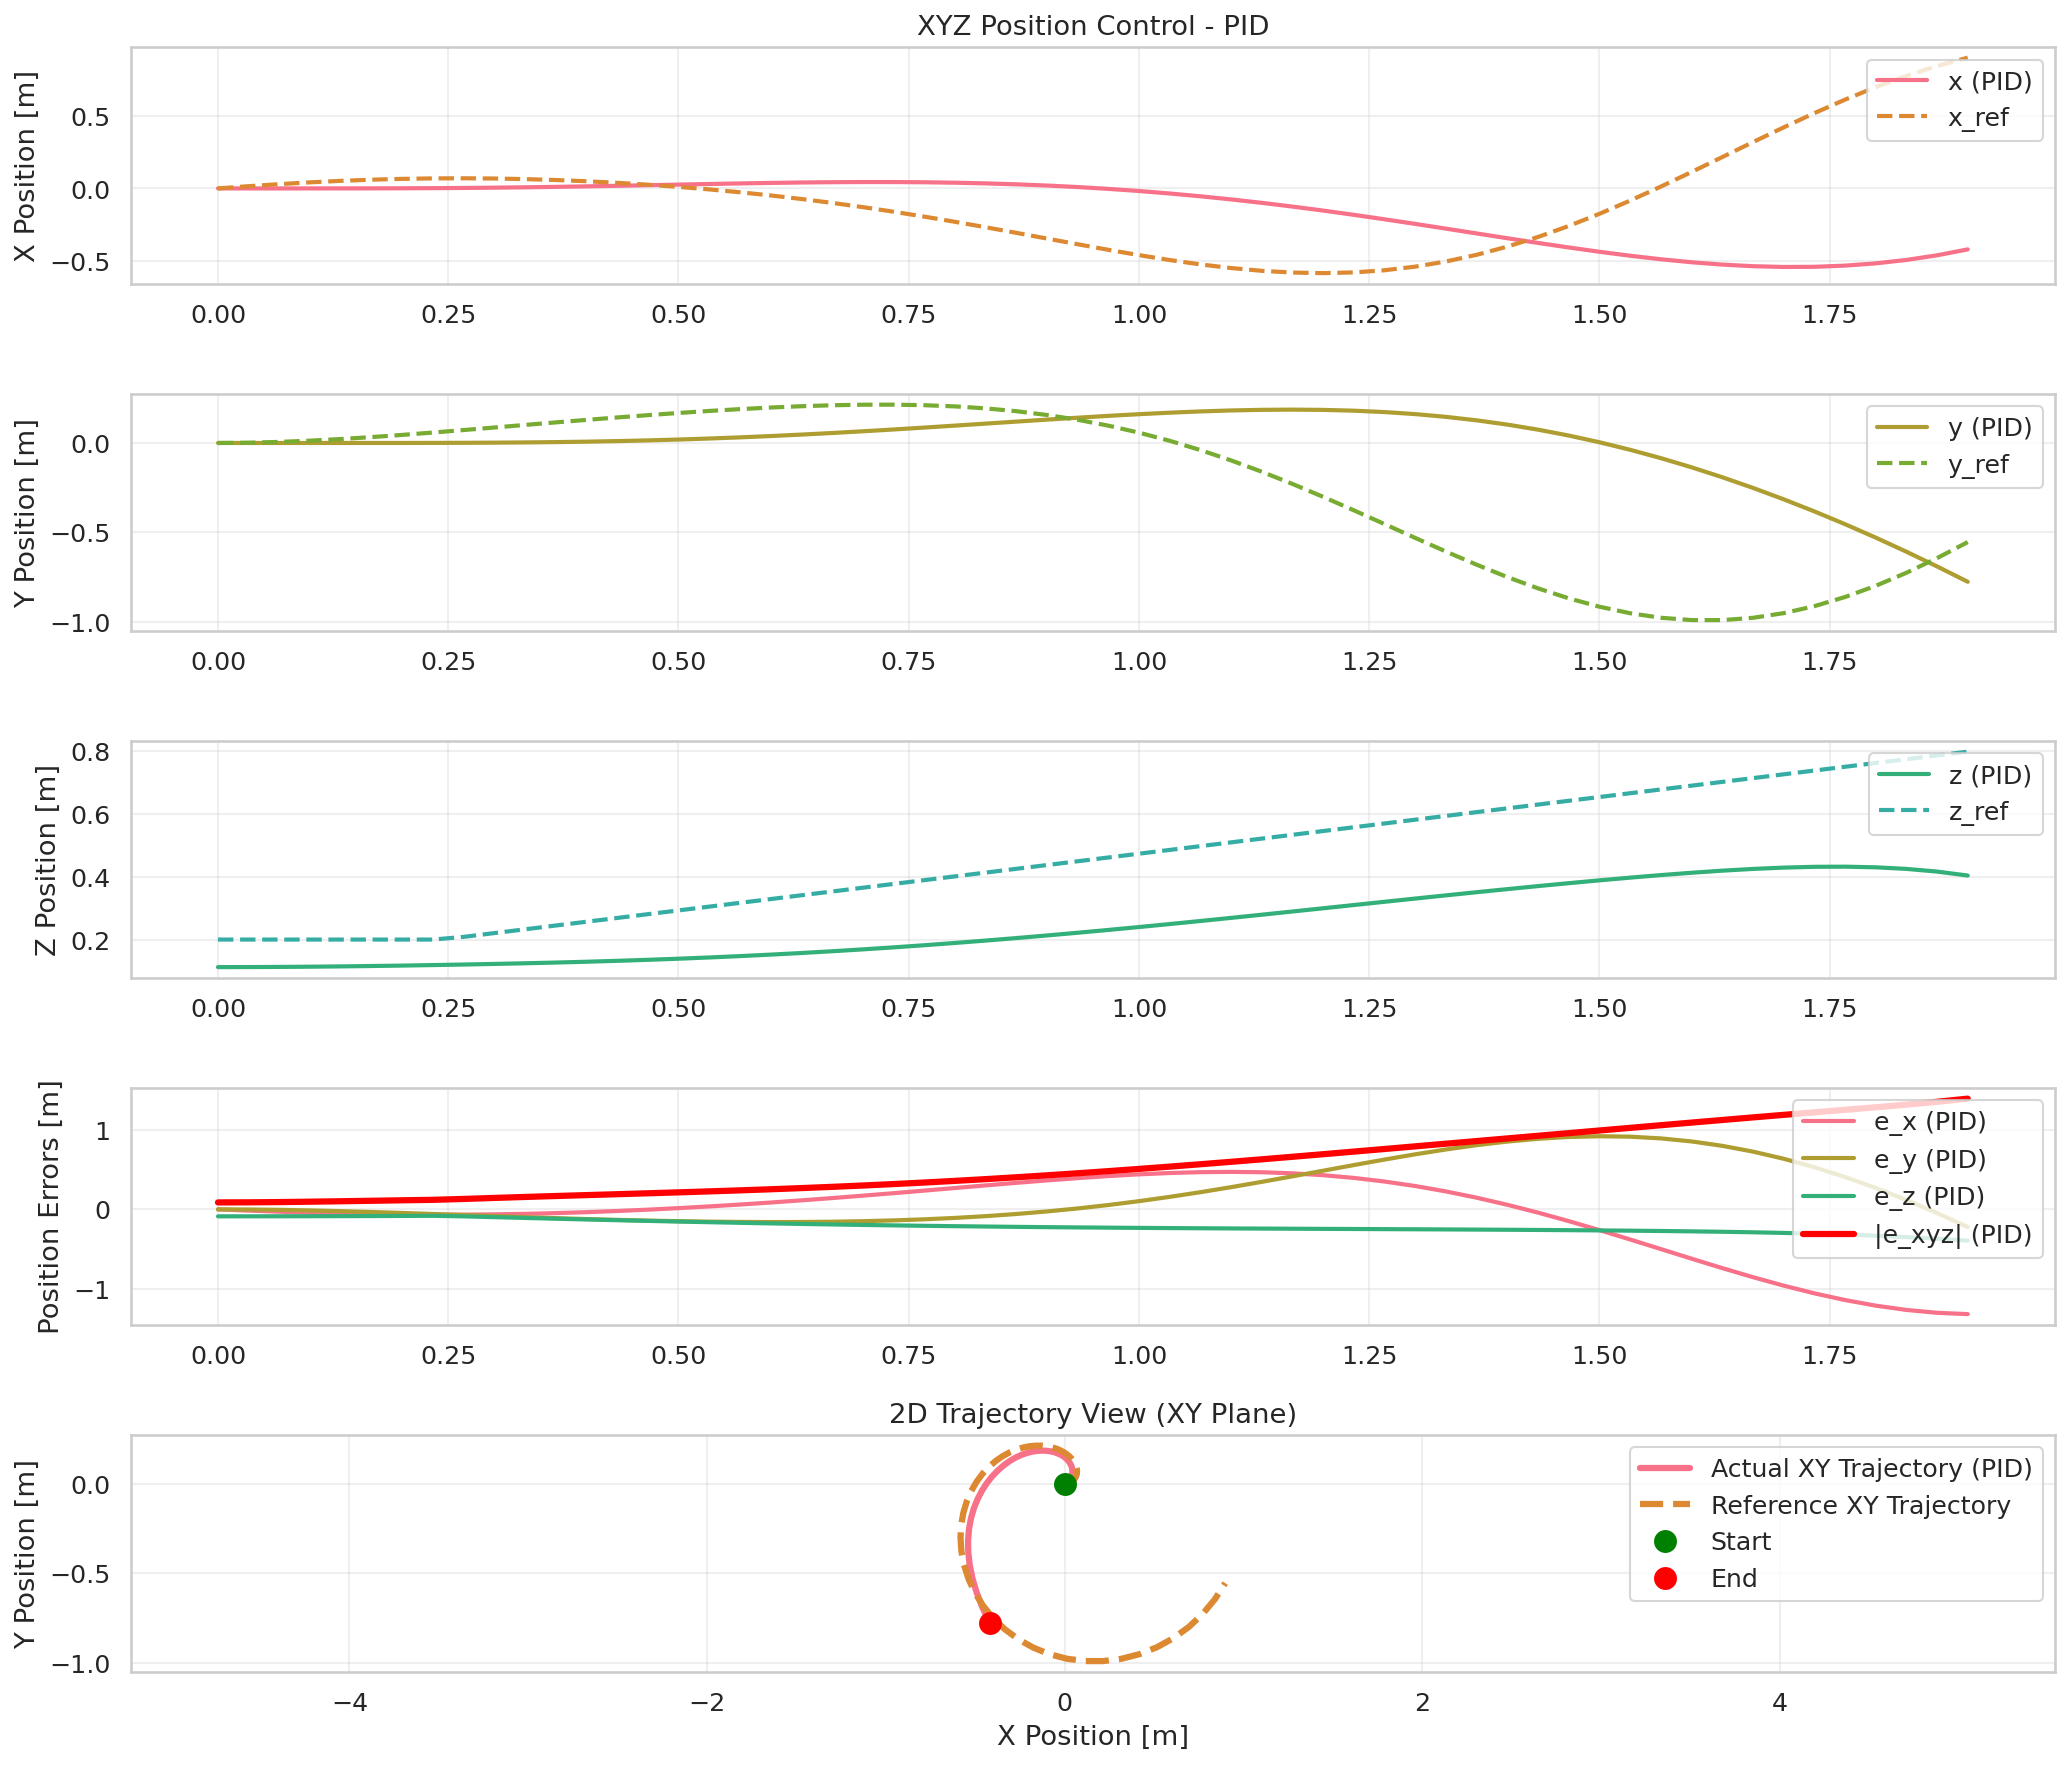 XYZ Position Control - PID
X Position [m]
0.5
0.0
−0.5
x (PID)
x_ref
0.00 0.25 0.50 0.75 1.00 1.25 1.50 1.75
Y Position [m]
0.0
−0.5
−1.0
y (PID)
y_ref
0.00 0.25 0.50 0.75 1.00 1.25 1.50 1.75
Z Position [m]
0.8
0.6
0.4
0.2
z (PID)
z_ref
0.00 0.25 0.50 0.75 1.00 1.25 1.50 1.75
Position Errors [m]
1
0
−1
e_x (PID)
e_y (PID)
e_z (PID)
|e_xyz| (PID)
0.00 0.25 0.50 0.75 1.00 1.25 1.50 1.75
2D Trajectory View (XY Plane)
Y Position [m]
0.0
−0.5
−1.0
Actual XY Trajectory (PID)
Reference XY Trajectory
Start
End
−4 −2 0 2 4
X Position [m]